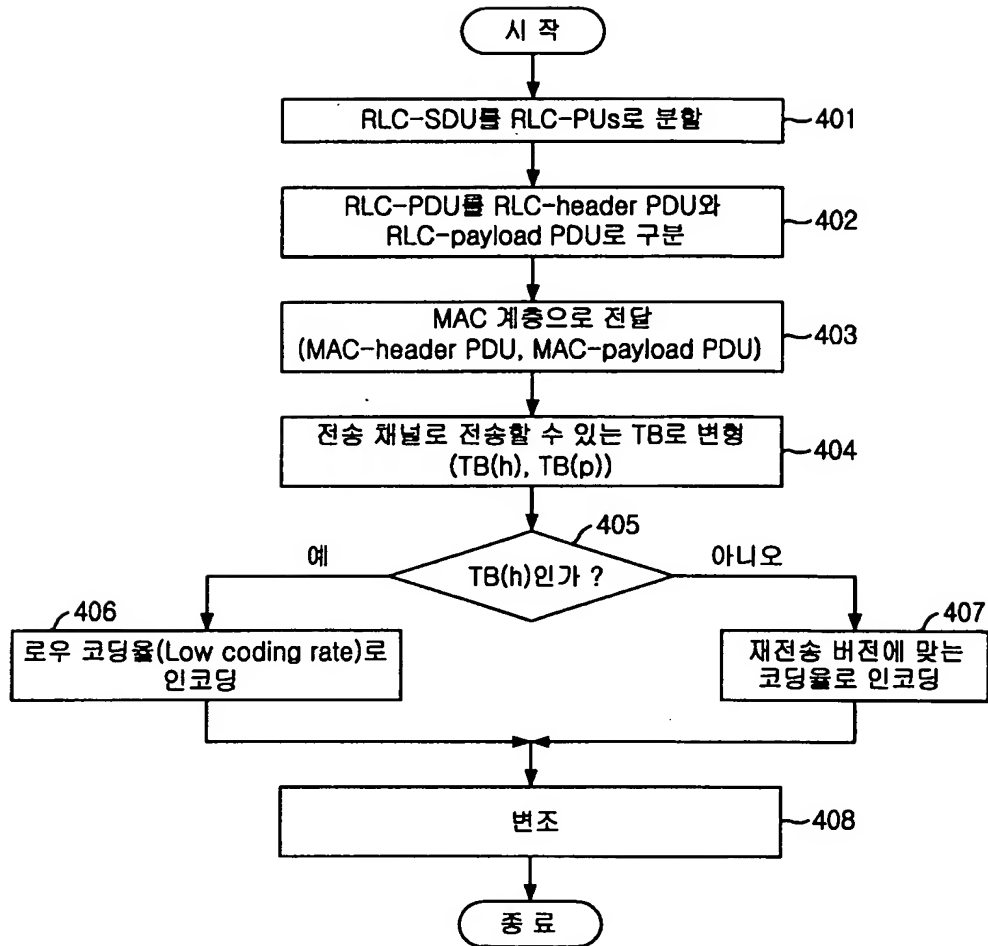 시 작
RLC-SDU를 RLC-PUs로 분할
401
RLC-PDU를 RLC-header PDU와
RLC-payload PDU로 구분
402
MAC 계층으로 전달
(MAC-header PDU, MAC-payload PDU)
403
전송 채널로 전송할 수 있는 TB로 변형
(TB(h), TB(p))
404
405
예
TB(h)인가 ?
아니오
406
로우 코딩율(Low coding rate)로
인코딩
407
재전송 버전에 맞는
코딩율로 인코딩
변조
408
종 료